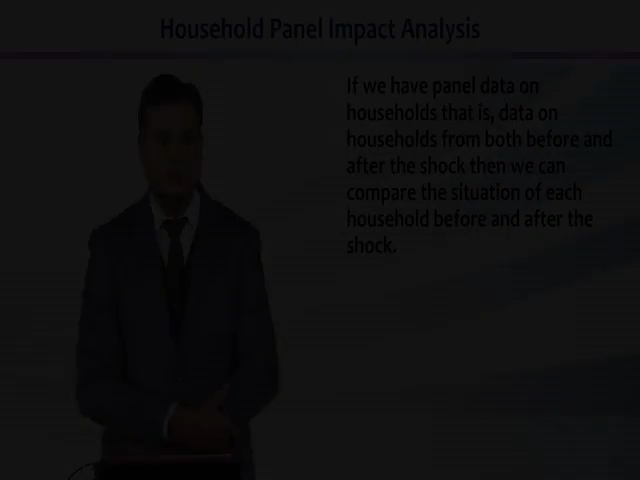 Household Panel Impact Analysis
If we have panel data on
households that is, data on
households from both before and
after the shock then we can
compare the situation of each
household before and after the
shock.